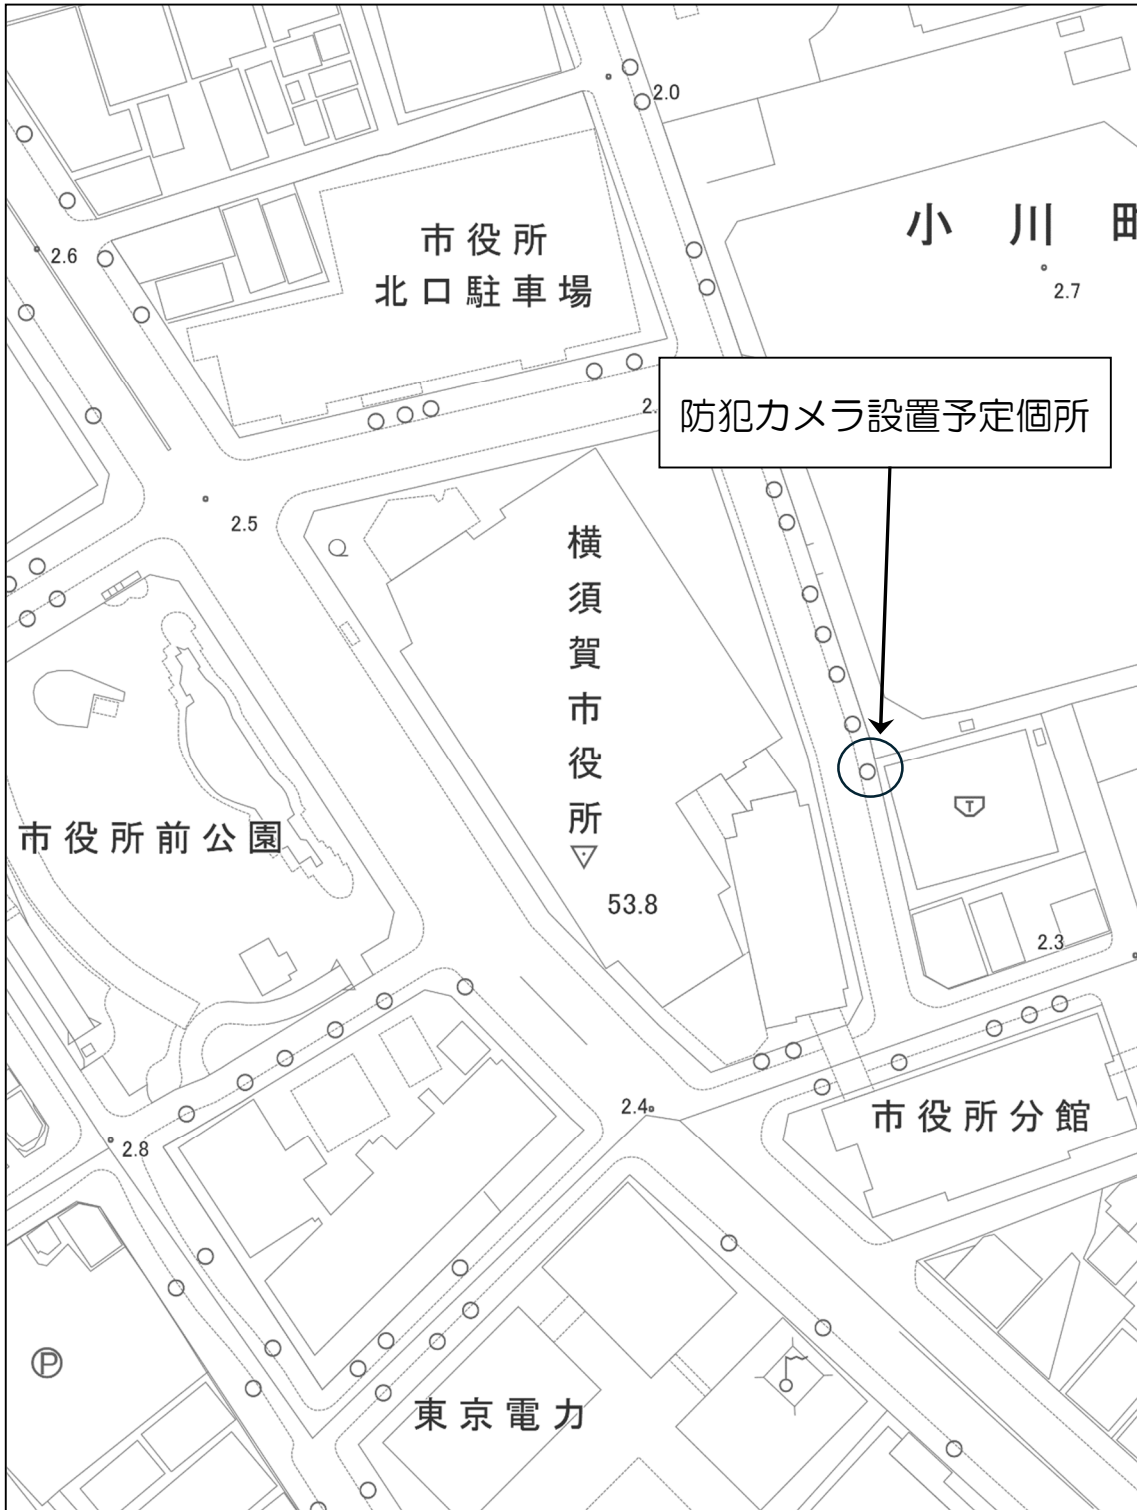 2.0
小川町
2.7
市役所
北口駐車場
2.6
防犯カメラ設置予定個所
2.
2.5
横須賀市役所
53.8
T
市役所前公園
2.3
2.4
市役所分館
2.8
P
東京電力